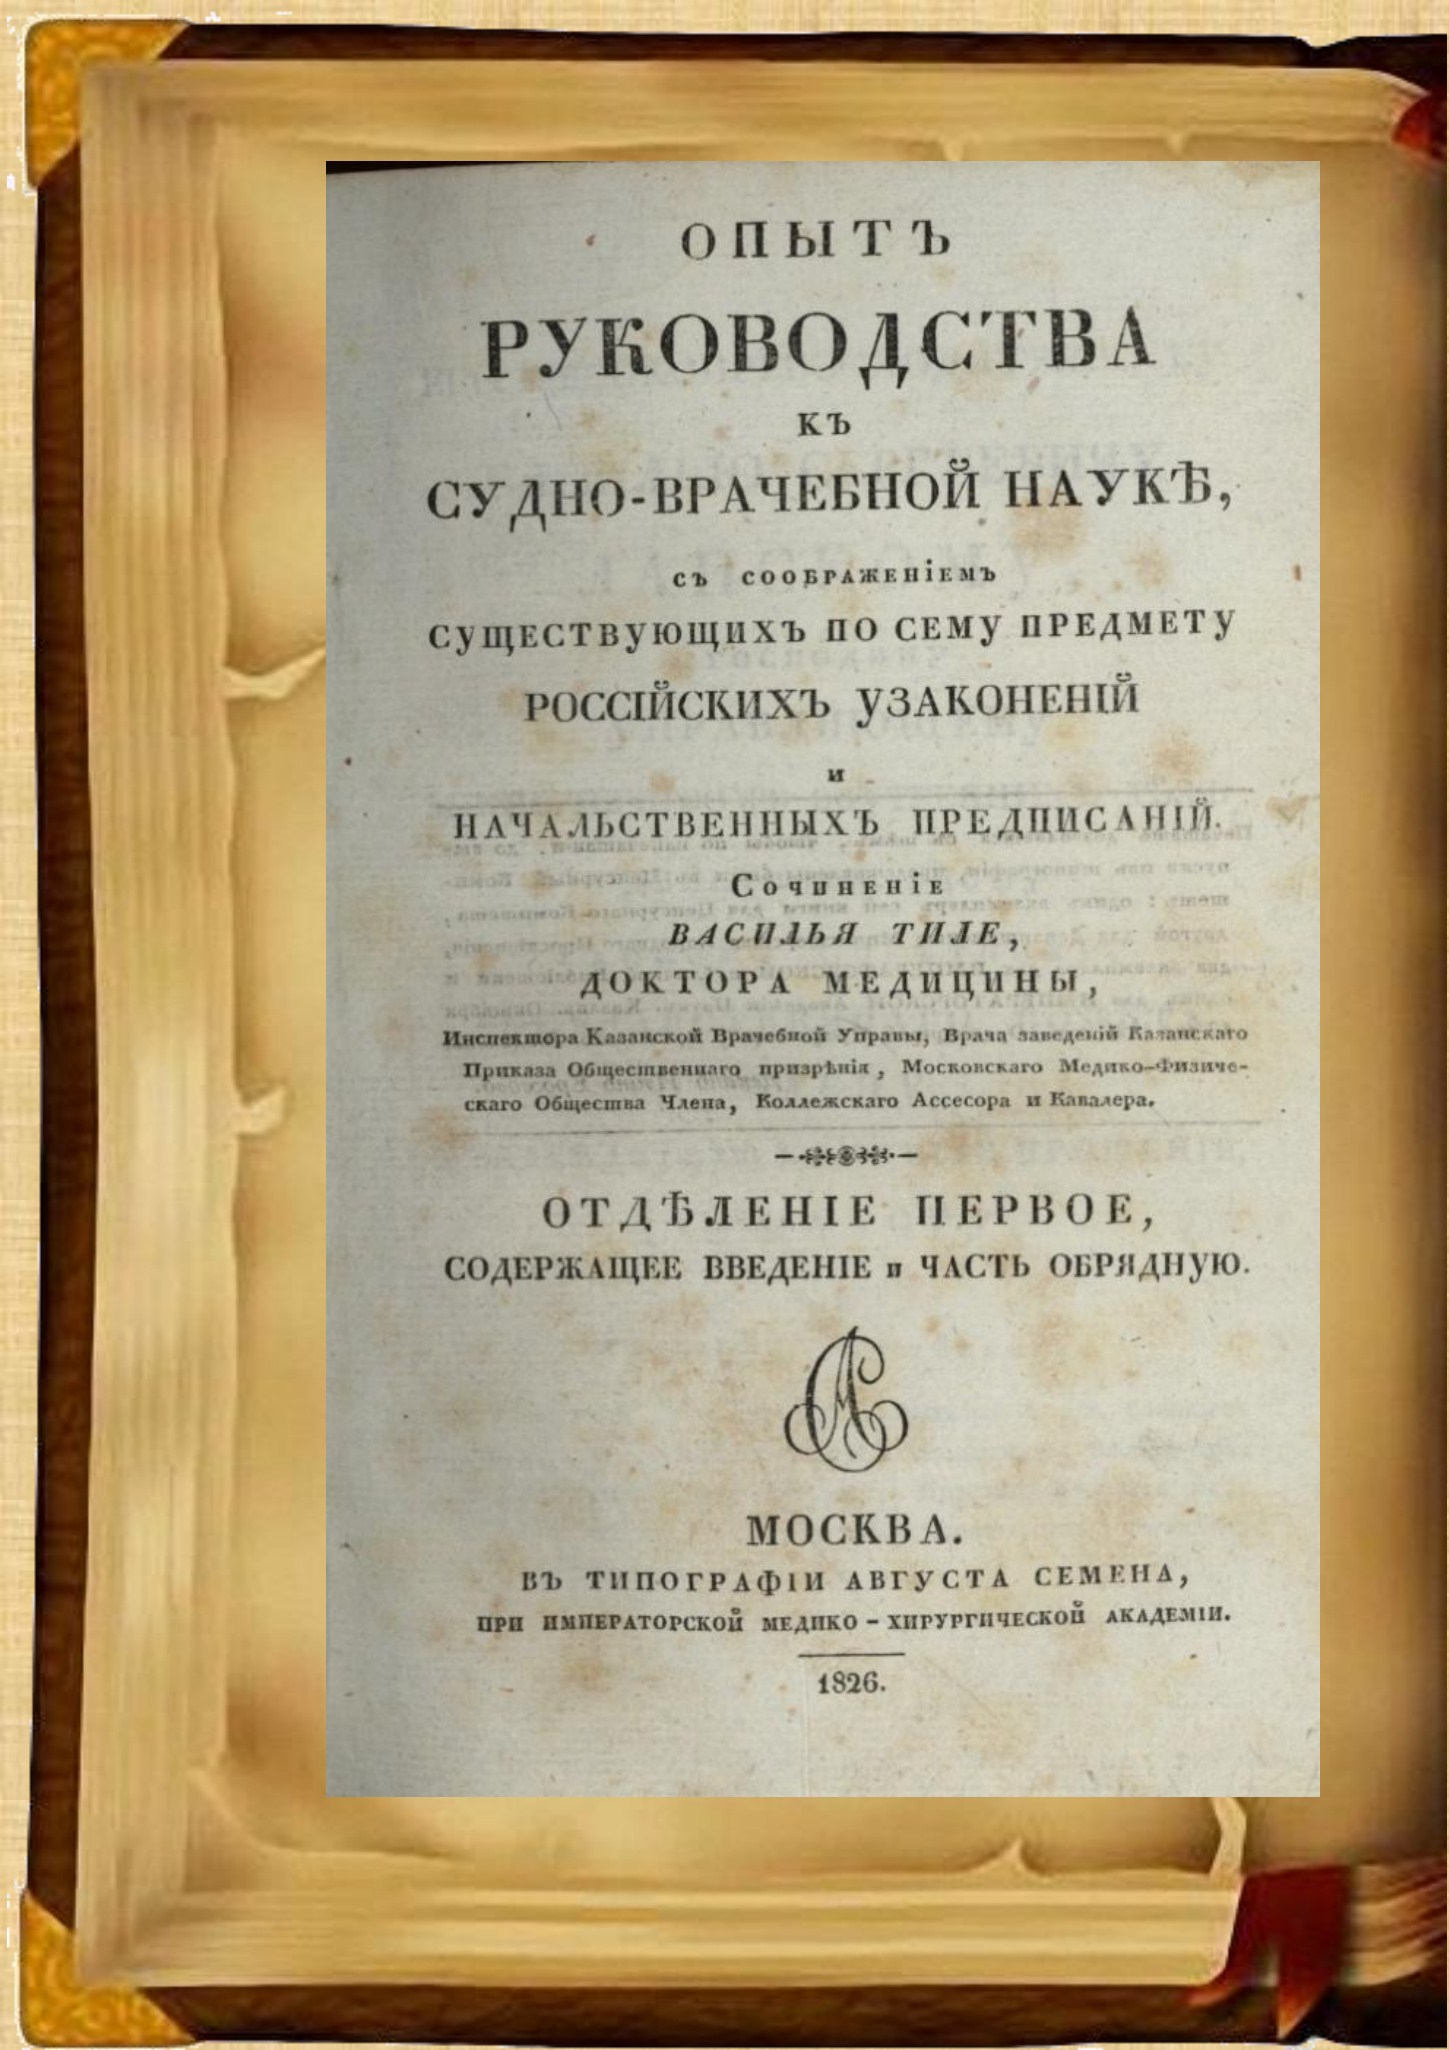 ОПЫТЪ
РУКОВОДСТВА
КЪ
СУДНО-ВРАЧЕБНОЙ НАУКѢ,
СЪ СООБРАЖЕНІЕМЪ
СУЩЕСТВУЮЩИХЪ ПО СЕМУ ПРЕДМЕТУ
РОССІЙСКИХЪ УЗАКОНЕНІЙ
И
НАЧАЛЬСТВЕННЫХЪ ПРЕДПИСАНІЙ.
Сочиненіе
ВАСИЛЬЯ ТИЛЕ,
ДОКТОРА МЕДИЦИНЫ,
Инспектора Казанской Врачебной Управы, Врача заведеній Казанскаго
Приказа Общественнаго призрѣнія, Московскаго Медико-Физиче-
скаго Общества Члена, Коллежскаго Ассесора и Кавалера.
ОТДѢЛЕНІЕ ПЕРВОЕ,
СОДЕРЖАЩЕЕ ВВЕДЕНІЕ и ЧАСТЬ ОБРЯДНУЮ.
МОСКВА.
ВЪ ТИПОГРАФІИ АВГУСТА СЕМЕНА,
ПРИ ИМПЕРАТОРСКОЙ МЕДИКО-ХИРУРГИЧЕСКОЙ АКАДЕМІИ.
1826.